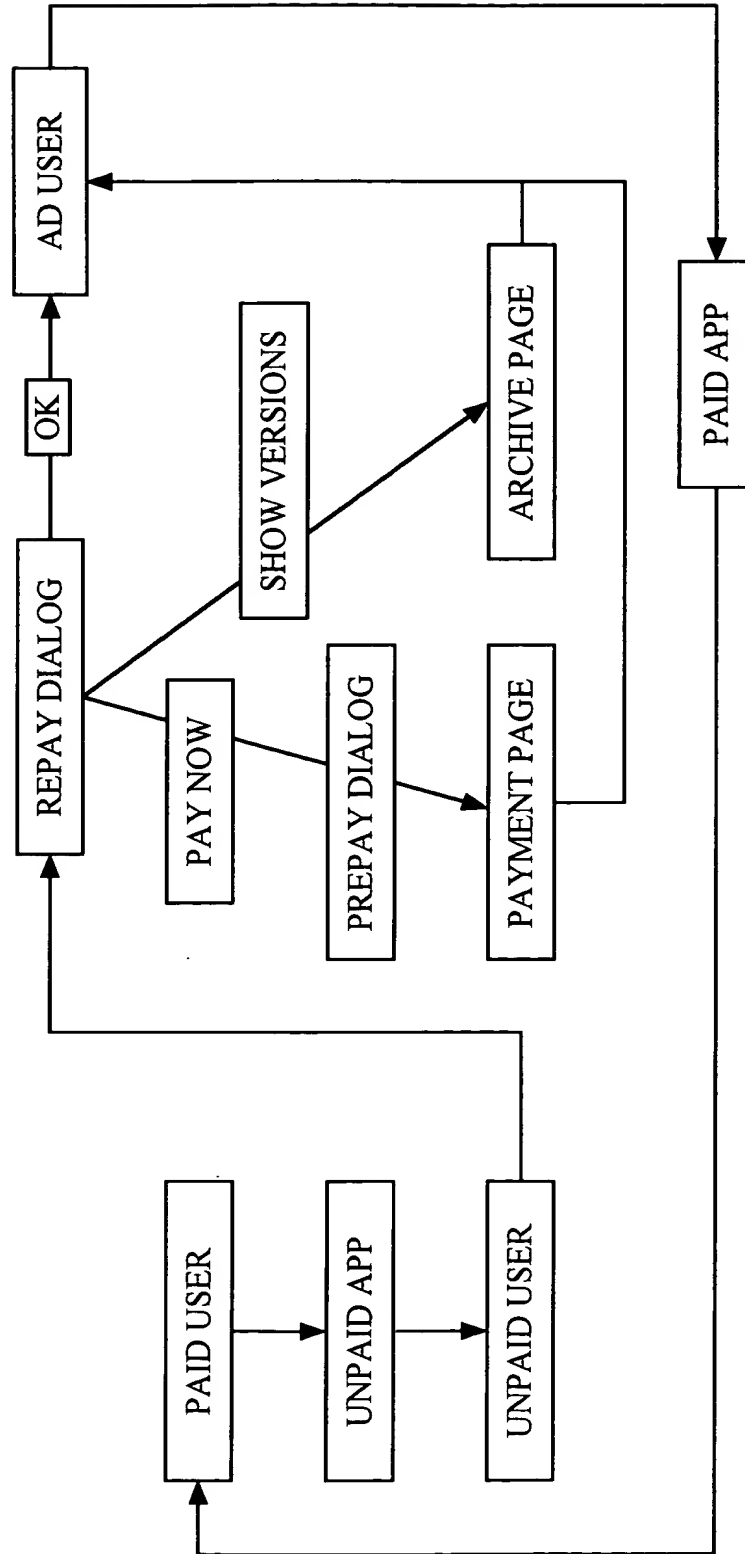 REPAY DIALOG
OK
AD USER
PAID USER
PAY NOW
SHOW VERSIONS
UNPAID APP
PREPAY DIALOG
UNPAID USER
PAYMENT PAGE
ARCHIVE PAGE
PAID APP